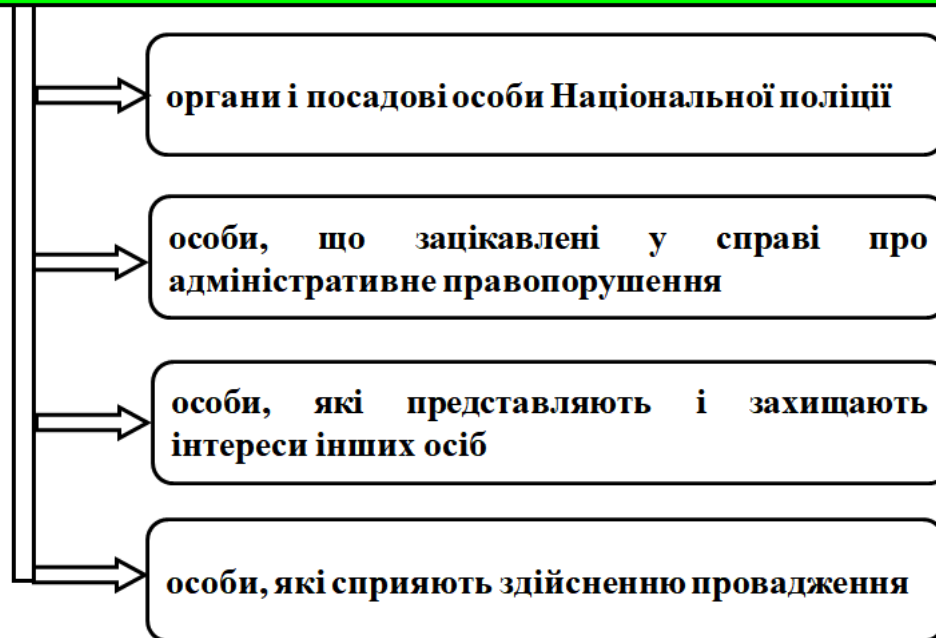 органи і посадові особи Національної поліції
особи, що зацікавлені у справі про
адміністративне правопорушення
особи, які представляють і захищають
інтереси інших осіб
особи, які сприяють здійсненню провадження